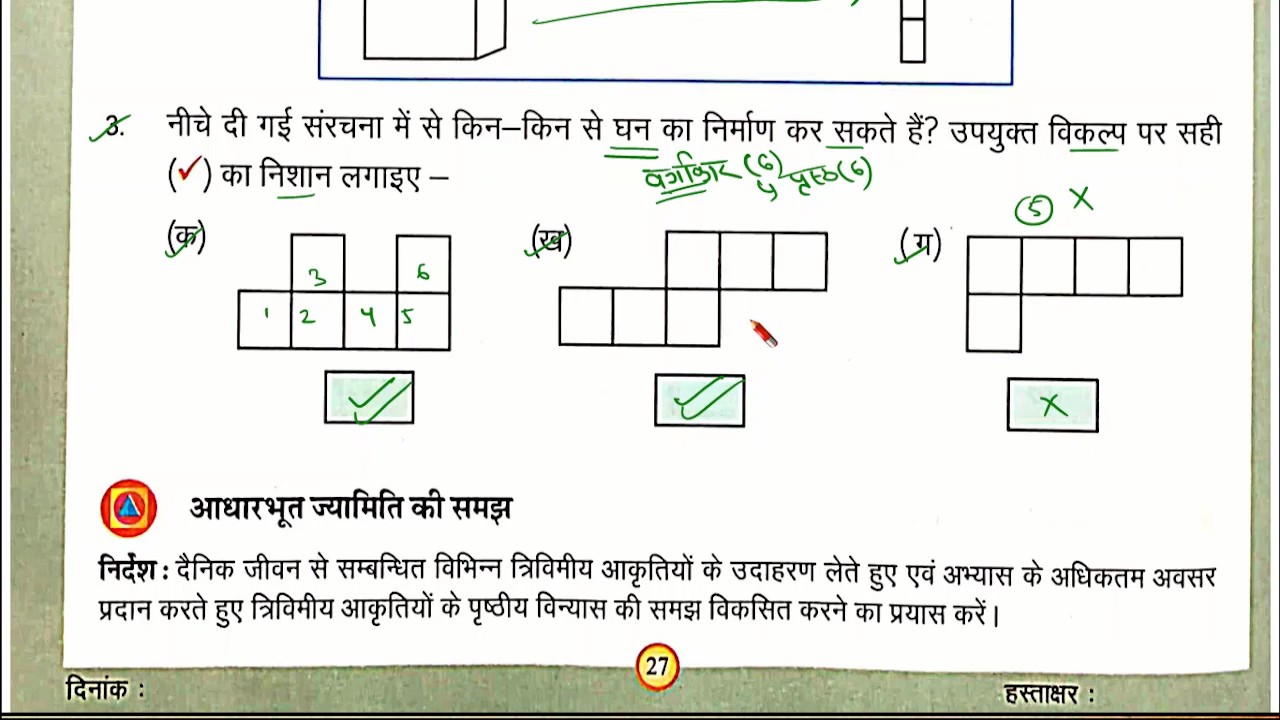 3. नीचे दी गई संरचना में से किन–किन से घन का निर्माण कर सकते हैं? उपयुक्त विकल्प पर सही
(✓) का निशान लगाइए –
वर्गाकार (6) पृष्ठ (6)
5 X
(क) (ख) (ग)
3 6
1 2 4 5
✓ ✓ X
आधारभूत ज्यामिति की समझ
निर्देश : दैनिक जीवन से सम्बन्धित विभिन्न त्रिविमीय आकृतियों के उदाहरण लेते हुए एवं अभ्यास के अधिकतम अवसर
प्रदान करते हुए त्रिविमीय आकृतियों के पृष्ठीय विन्यास की समझ विकसित करने का प्रयास करें।
27
दिनांक : हस्ताक्षर :